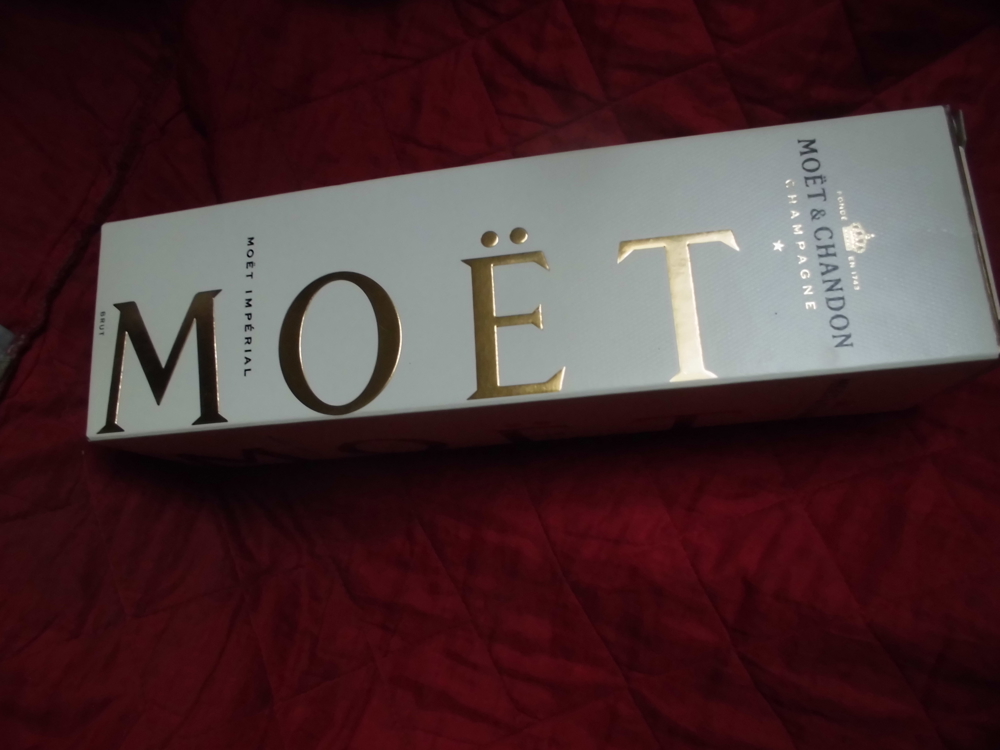 MOËT
MOËT IMPÉRIAL
BRUT
FONDÉ EN 1743
MOËT & CHANDON
CHAMPAGNE